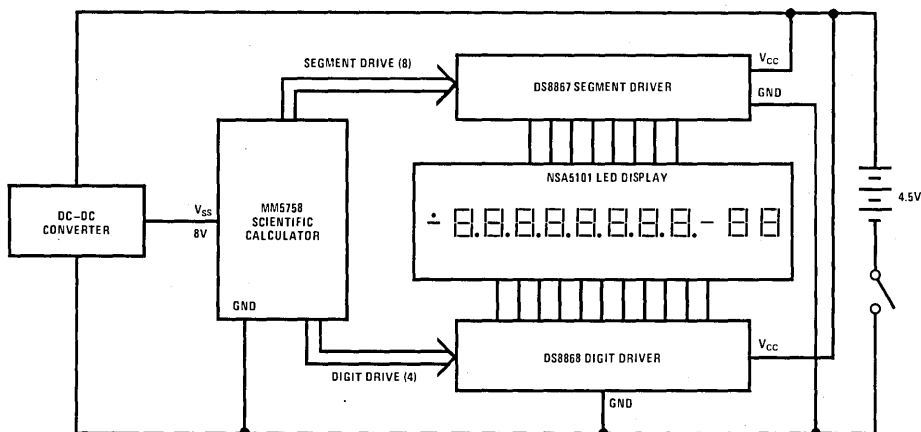 SEGMENT DRIVE (8)
DS8867 SEGMENT DRIVER
VCC
GND
NSA5101 LED DISPLAY
4.5V
DC-DC
CONVERTER
VSS
8V
MM5758
SCIENTIFIC
CALCULATOR
GND
DIGIT DRIVE (4)
DS8868 DIGIT DRIVER
VCC
GND